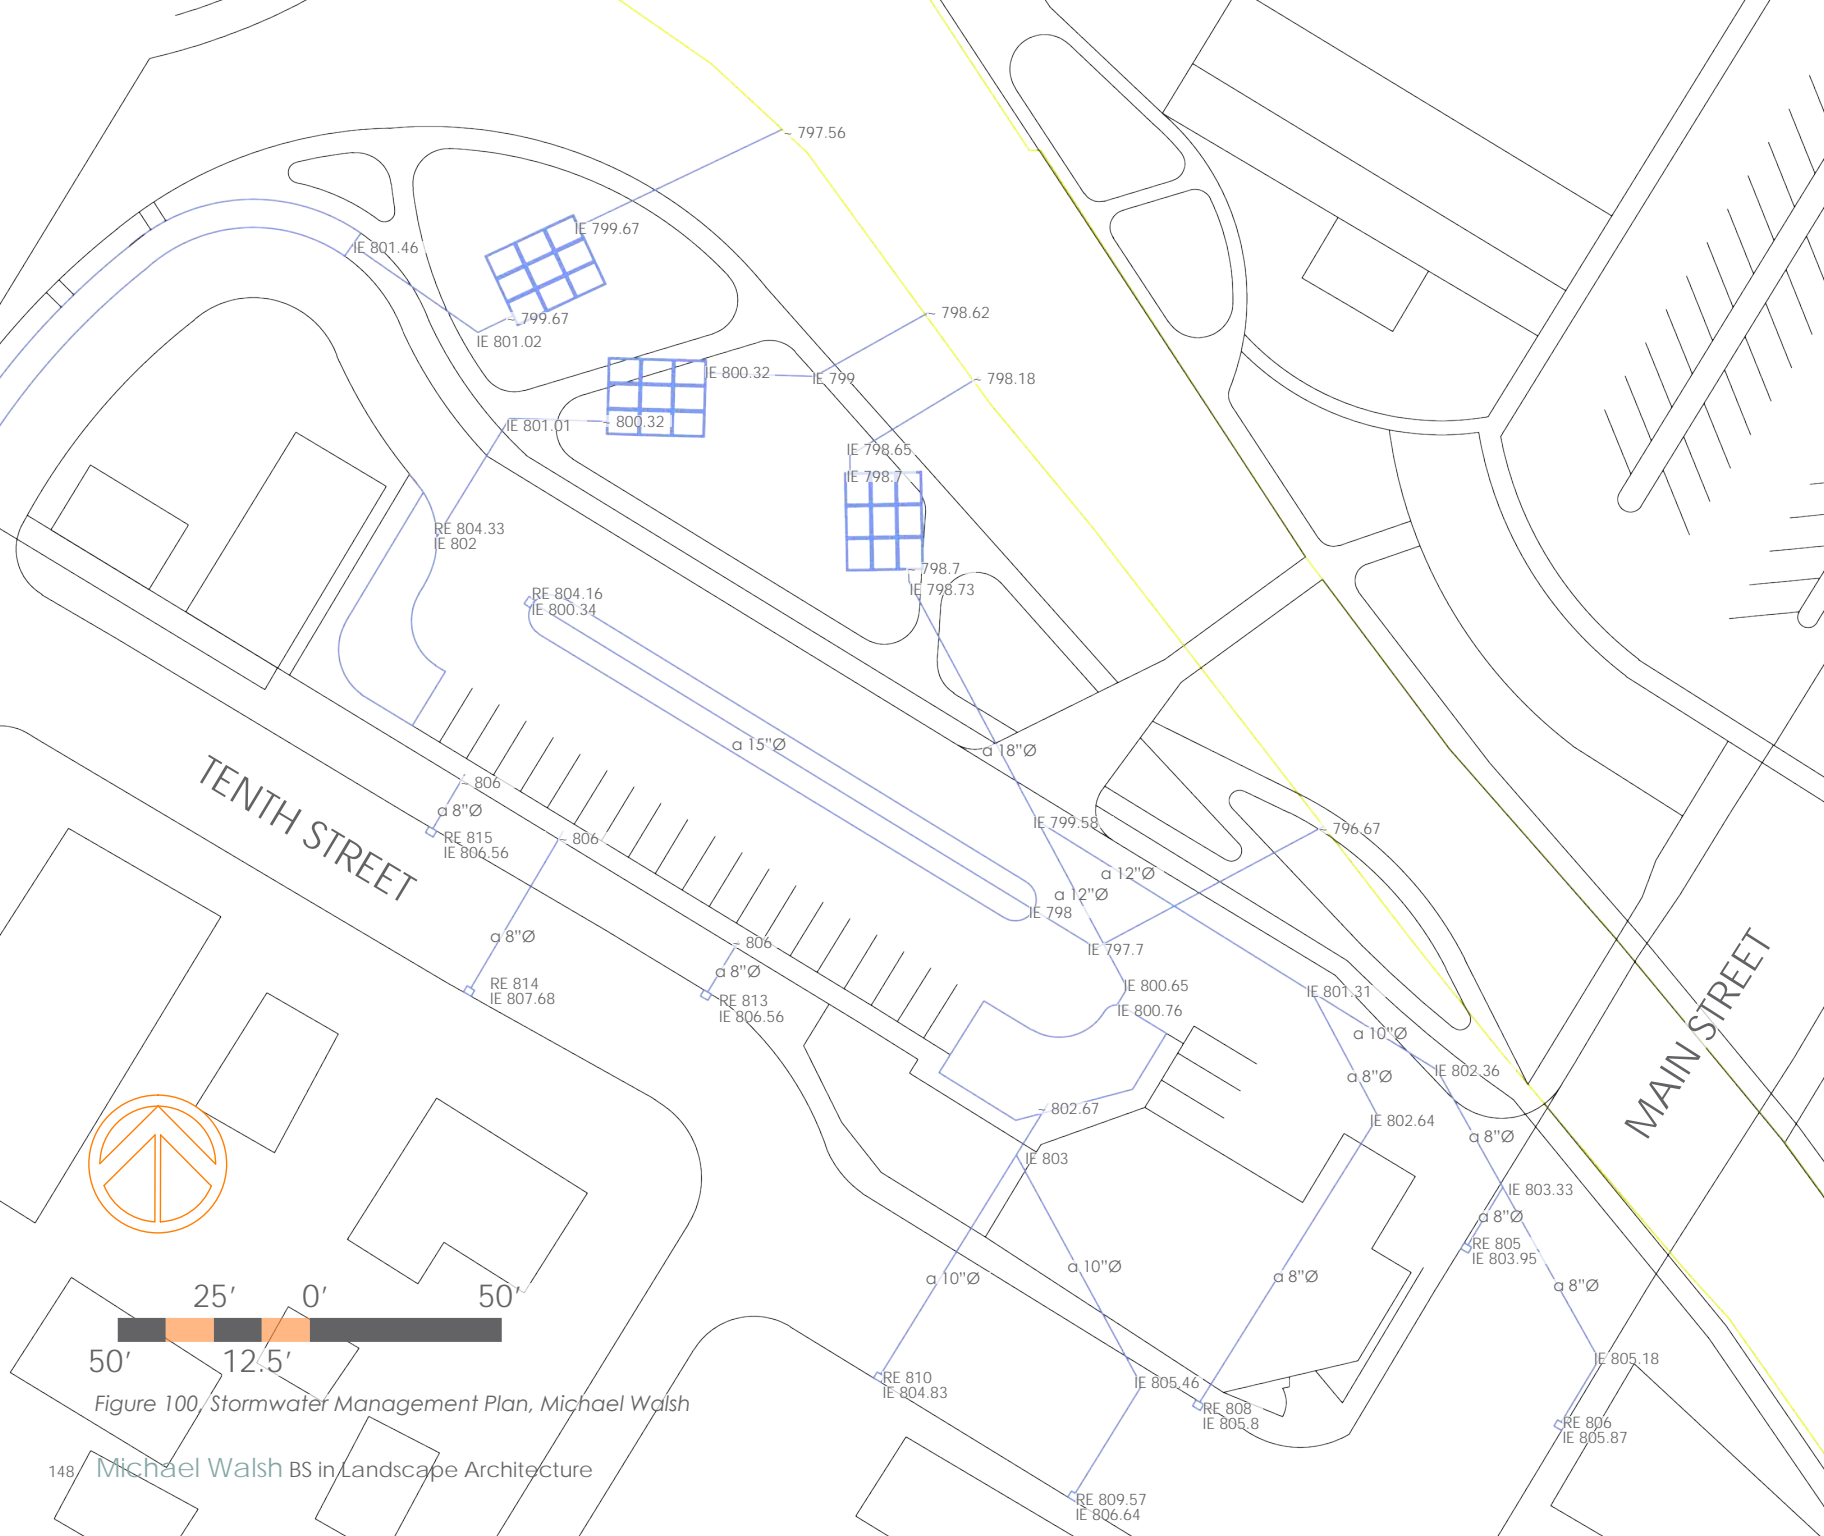 ~ 797.56
IE 799.67
IE 801.46
~ 799.67
IE 801.02
~ 798.62
IE 800.32
IE 799
~ 798.18
IE 801.01
~ 800.32
IE 798.65
IE 798.7
RE 804.33
IE 802
~ 798.7
IE 798.73
RE 804.16
IE 800.34
a 15"Ø
a 18"Ø
TENTH STREET
~ 806
a 8"Ø
RE 815
IE 806.56
~ 806
IE 799.58
~ 796.67
a 12"Ø
a 12"Ø
IE 798
a 8"Ø
~ 806
IE 797.7
a 8"Ø
RE 814
IE 807.68
RE 813
IE 806.56
IE 800.65
IE 800.76
IE 801.31
a 10"Ø
MAIN STREET
a 8"Ø
IE 802.36
~ 802.67
IE 802.64
a 8"Ø
IE 803
IE 803.33
a 8"Ø
RE 805
IE 803.95
a 10"Ø
a 10"Ø
a 8"Ø
a 8"Ø
25' 0' 50'
50' 12.5'
IE 805.18
RE 810
IE 804.83
IE 805.46
RE 808
IE 805.8
RE 806
IE 805.87
Figure 100, Stormwater Management Plan, Michael Walsh
148 Michael Walsh BS in Landscape Architecture
RE 809.57
IE 806.64